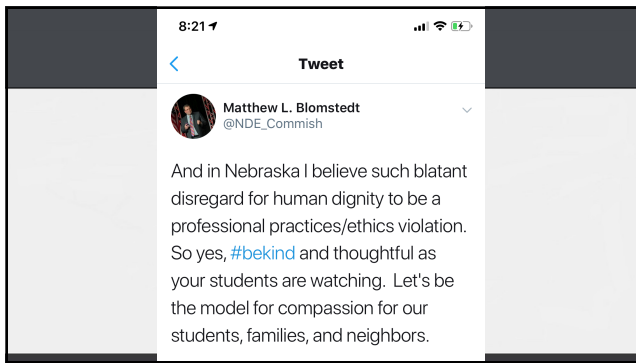 8:21
Tweet
Matthew L. Blomstedt
@NDE_Commish
And in Nebraska I believe such blatant
disregard for human dignity to be a
professional practices/ethics violation.
So yes, #bekind and thoughtful as
your students are watching.  Let's be
the model for compassion for our
students, families, and neighbors.